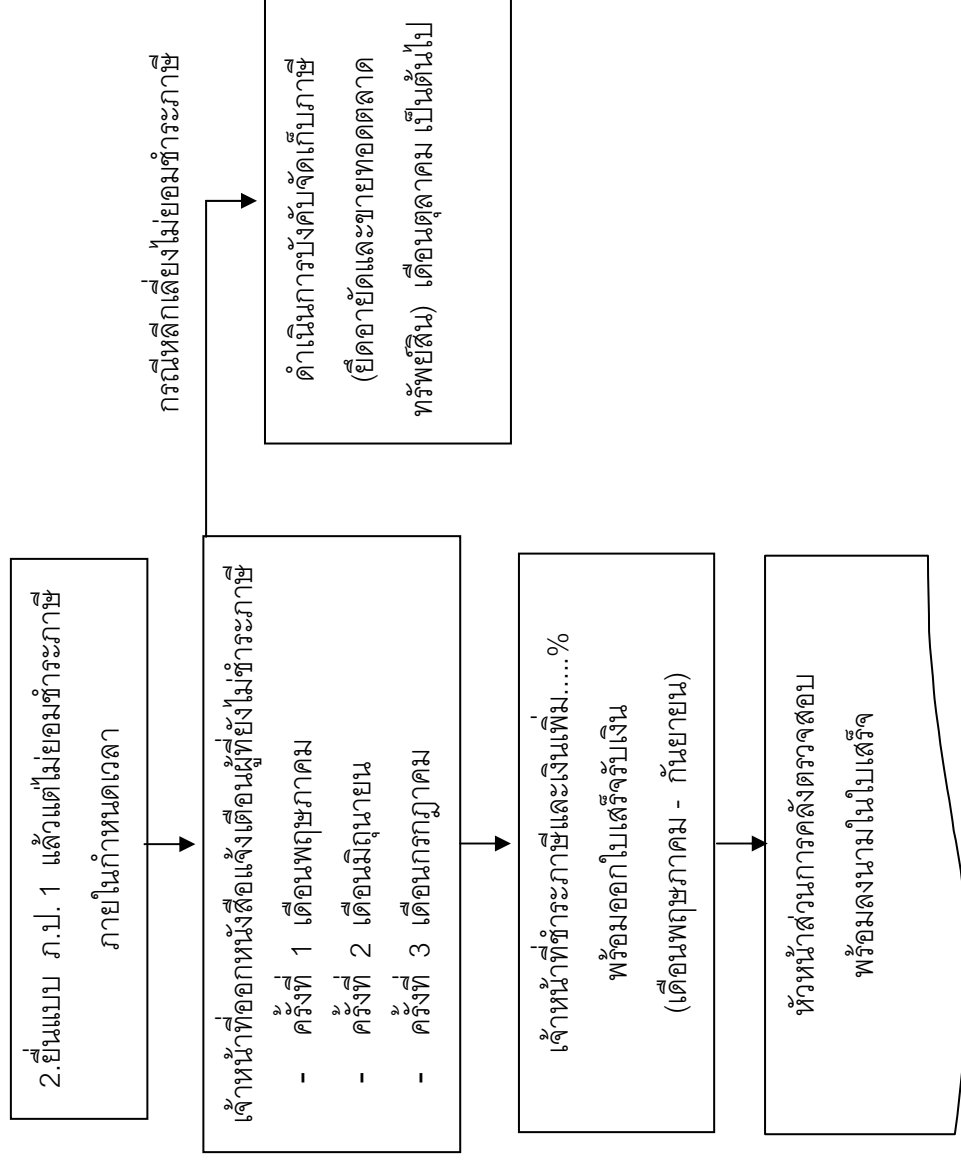 2.ยื่นแบบ ภ.ป. 1 แล้วแต่ไม่ยอมชำระภาษี
ภายในกำหนดเวลา
เจ้าหน้าที่ออกหนังสือแจ้งเตือนผู้ที่ยังไม่ชำระภาษี
- ครั้งที่ 1 เดือนพฤษภาคม
- ครั้งที่ 2 เดือนมิถุนายน
- ครั้งที่ 3 เดือนกรกฎาคม
กรณีหลีกเลี่ยงไม่ยอมชำระภาษี
ดำเนินการบังคับจัดเก็บภาษี
(ยึดอายัดและขายทอดตลาด
ทรัพย์สิน) เดือนตุลาคม เป็นต้นไป
เจ้าหน้าที่ชำระภาษีและเงินเพิ่ม.....%
พร้อมออกใบเสร็จรับเงิน
(เดือนพฤษภาคม - กันยายน)
หัวหน้าส่วนการคลังตรวจสอบ
พร้อมลงนามในใบเสร็จ